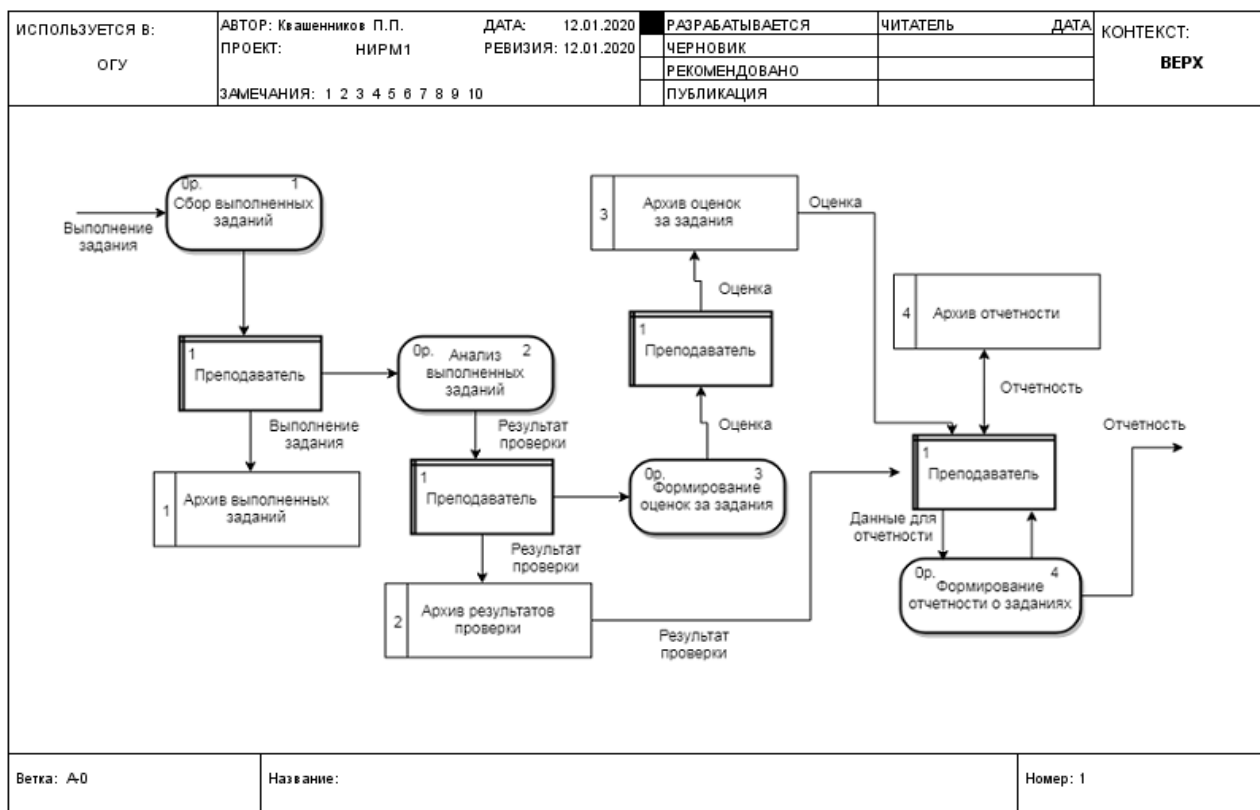 ИСПОЛЬЗУЕТСЯ В:
ОГУ
АВТОР: Квашенников П.П.
ДАТА: 12.01.2020
ПРОЕКТ: НИРМ1
РЕВИЗИЯ: 12.01.2020
ЗАМЕЧАНИЯ: 1 2 3 4 5 6 7 8 9 10
РАЗРАБАТЫВАЕТСЯ
ЧЕРНОВИК
РЕКОМЕНДОВАНО
ПУБЛИКАЦИЯ
ЧИТАТЕЛЬ ДАТА
КОНТЕКСТ:
ВЕРХ
Выполнение
задания
0р. 1
Сбор выполненных
заданий
1
Преподаватель
Выполнение
задания
1
Архив выполненных
заданий
0р. 2
Анализ
выполненных
заданий
Результат
проверки
1
Преподаватель
Результат
проверки
2
Архив результатов
проверки
Результат
проверки
3
Архив оценок
за задания
Оценка
Оценка
1
Преподаватель
Оценка
0р. 3
Формирование
оценок за задания
4
Архив отчетности
Отчетность
1
Преподаватель
Данные для
отчетности
0р. 4
Формирование
отчетности о заданиях
Отчетность
Ветка: A-0
Название:
Номер: 1